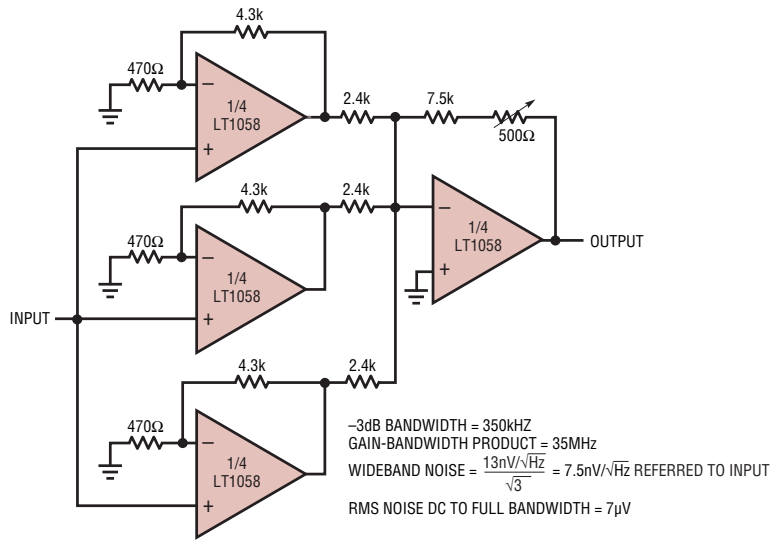 4.3k
470Ω
–
1/4
LT1058
+
2.4k
7.5k
500Ω
4.3k
2.4k
470Ω
–
1/4
LT1058
+
–
1/4
LT1058
+
OUTPUT
INPUT
4.3k
2.4k
470Ω
–
1/4
LT1058
+
–3dB BANDWIDTH = 350kHZ
GAIN-BANDWIDTH PRODUCT = 35MHz
WIDEBAND NOISE = 13nV/√Hz / √3 = 7.5nV/√Hz REFERRED TO INPUT
RMS NOISE DC TO FULL BANDWIDTH = 7µV